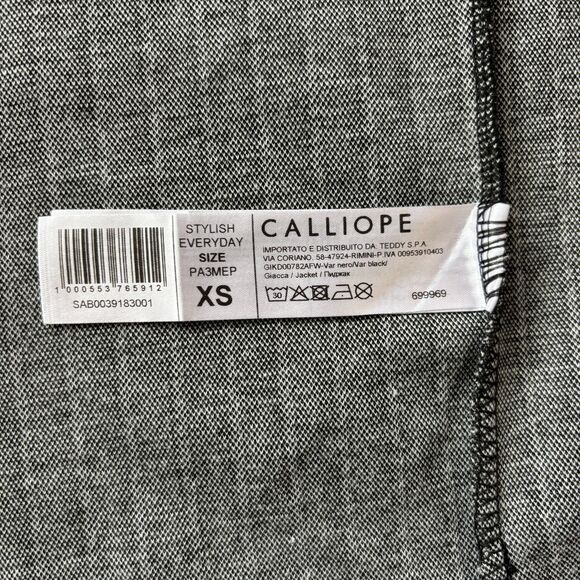 1 000553 765912
SAB0039183001
STYLISH
EVERYDAY
SIZE
РАЗМЕР
XS
CALLIOPE
IMPORTATO E DISTRIBUITO DA: TEDDY S.P.A.
VIA CORIANO. 58-47924-RIMINI-P.IVA 00953910403
GIKD00782AFW-Var nero/Var black/
Giacca / Jacket / Пиджак
30
699969